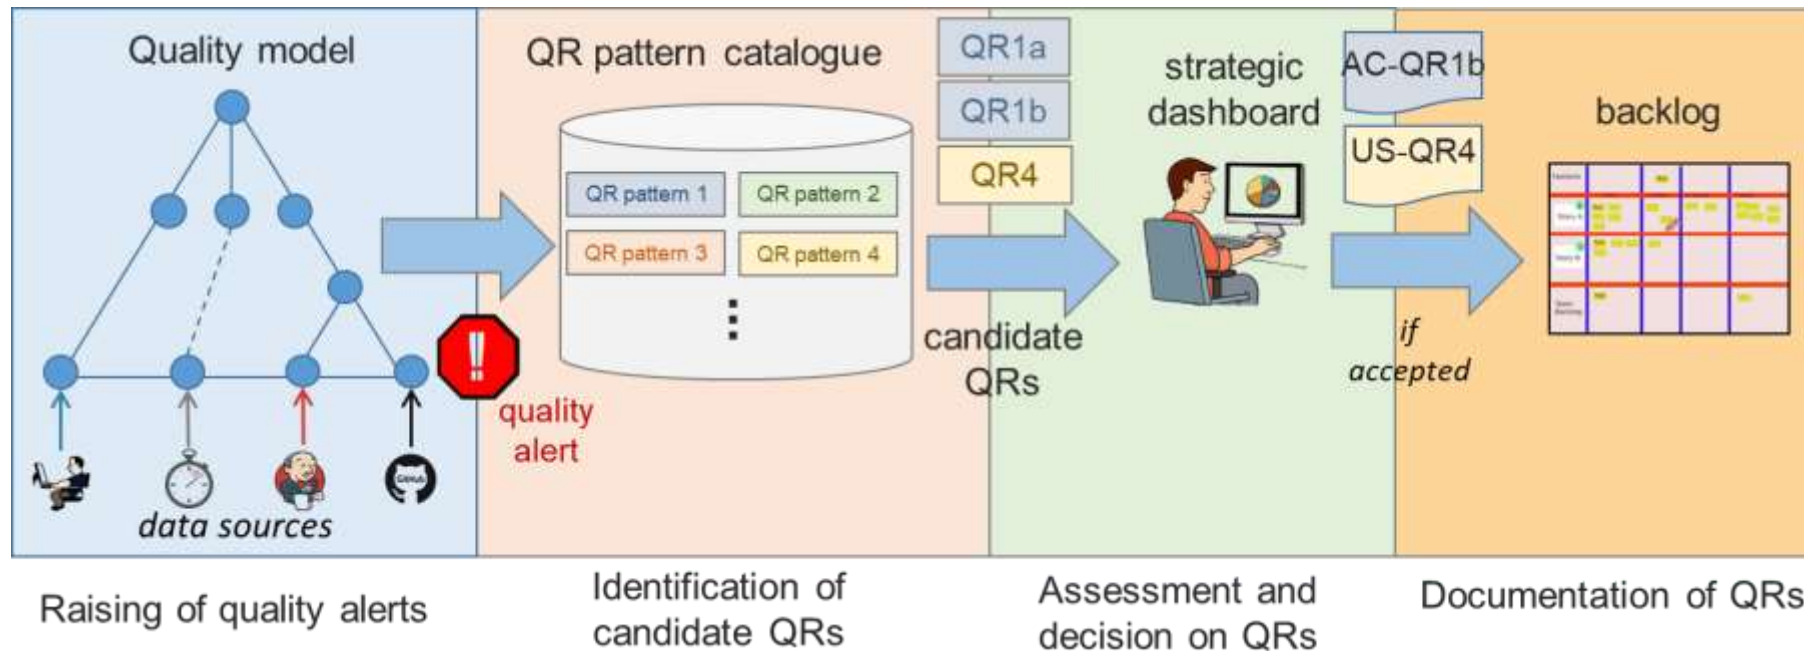 Quality model
data sources
quality
alert
QR pattern catalogue
QR pattern 1
QR pattern 2
QR pattern 3
QR pattern 4
QR1a
QR1b
QR4
candidate
QRs
strategic
dashboard
AC-QR1b
US-QR4
if
accepted
backlog
Raising of quality alerts
Identification of
candidate QRs
Assessment and
decision on QRs
Documentation of QRs